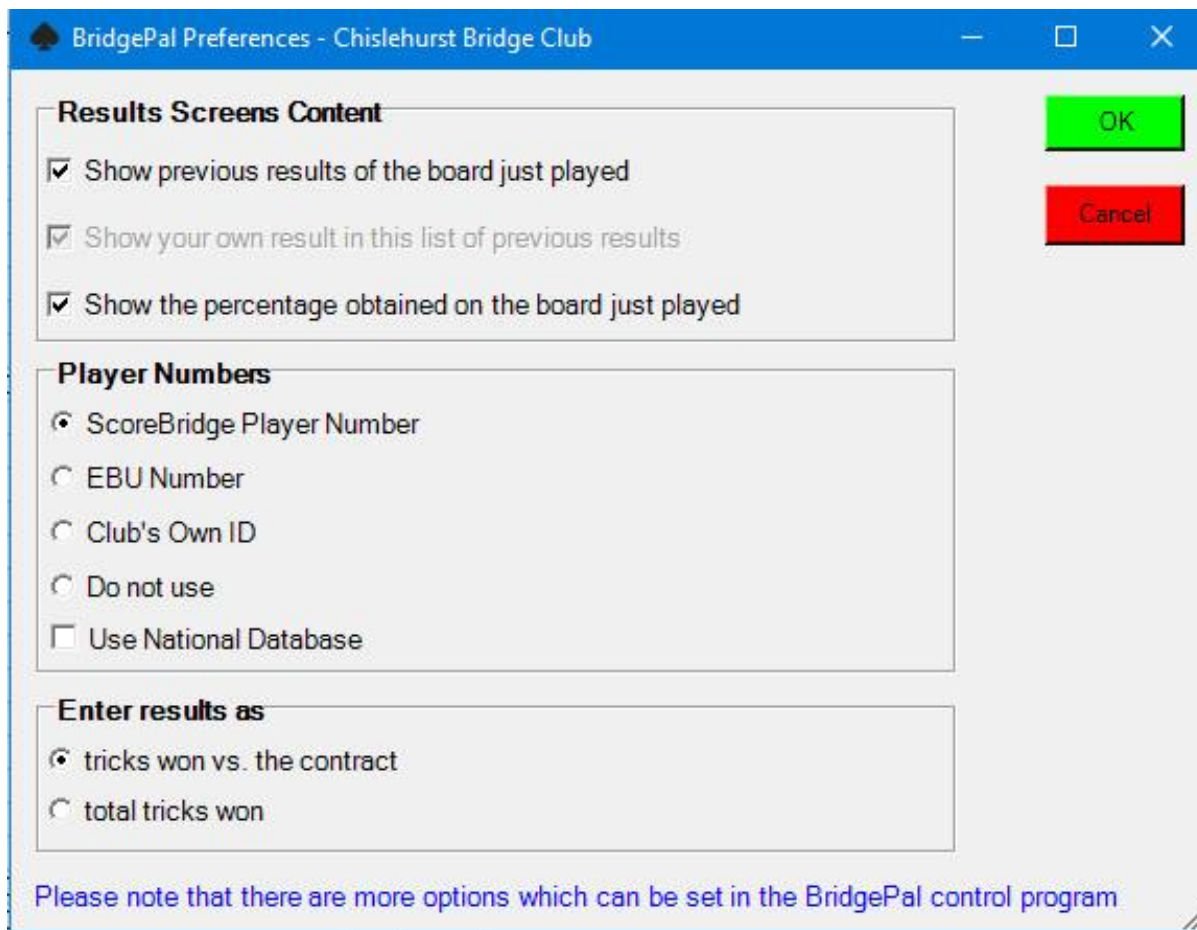 BridgePal Preferences - Chislehurst Bridge Club
Results Screens Content
OK
Show previous results of the board just played
Cancel
Show your own result in this list of previous results
Show the percentage obtained on the board just played
Player Numbers
ScoreBridge Player Number
EBU Number
Club's Own ID
Do not use
Use National Database
Enter results as
tricks won vs. the contract
total tricks won
Please note that there are more options which can be set in the BridgePal control program